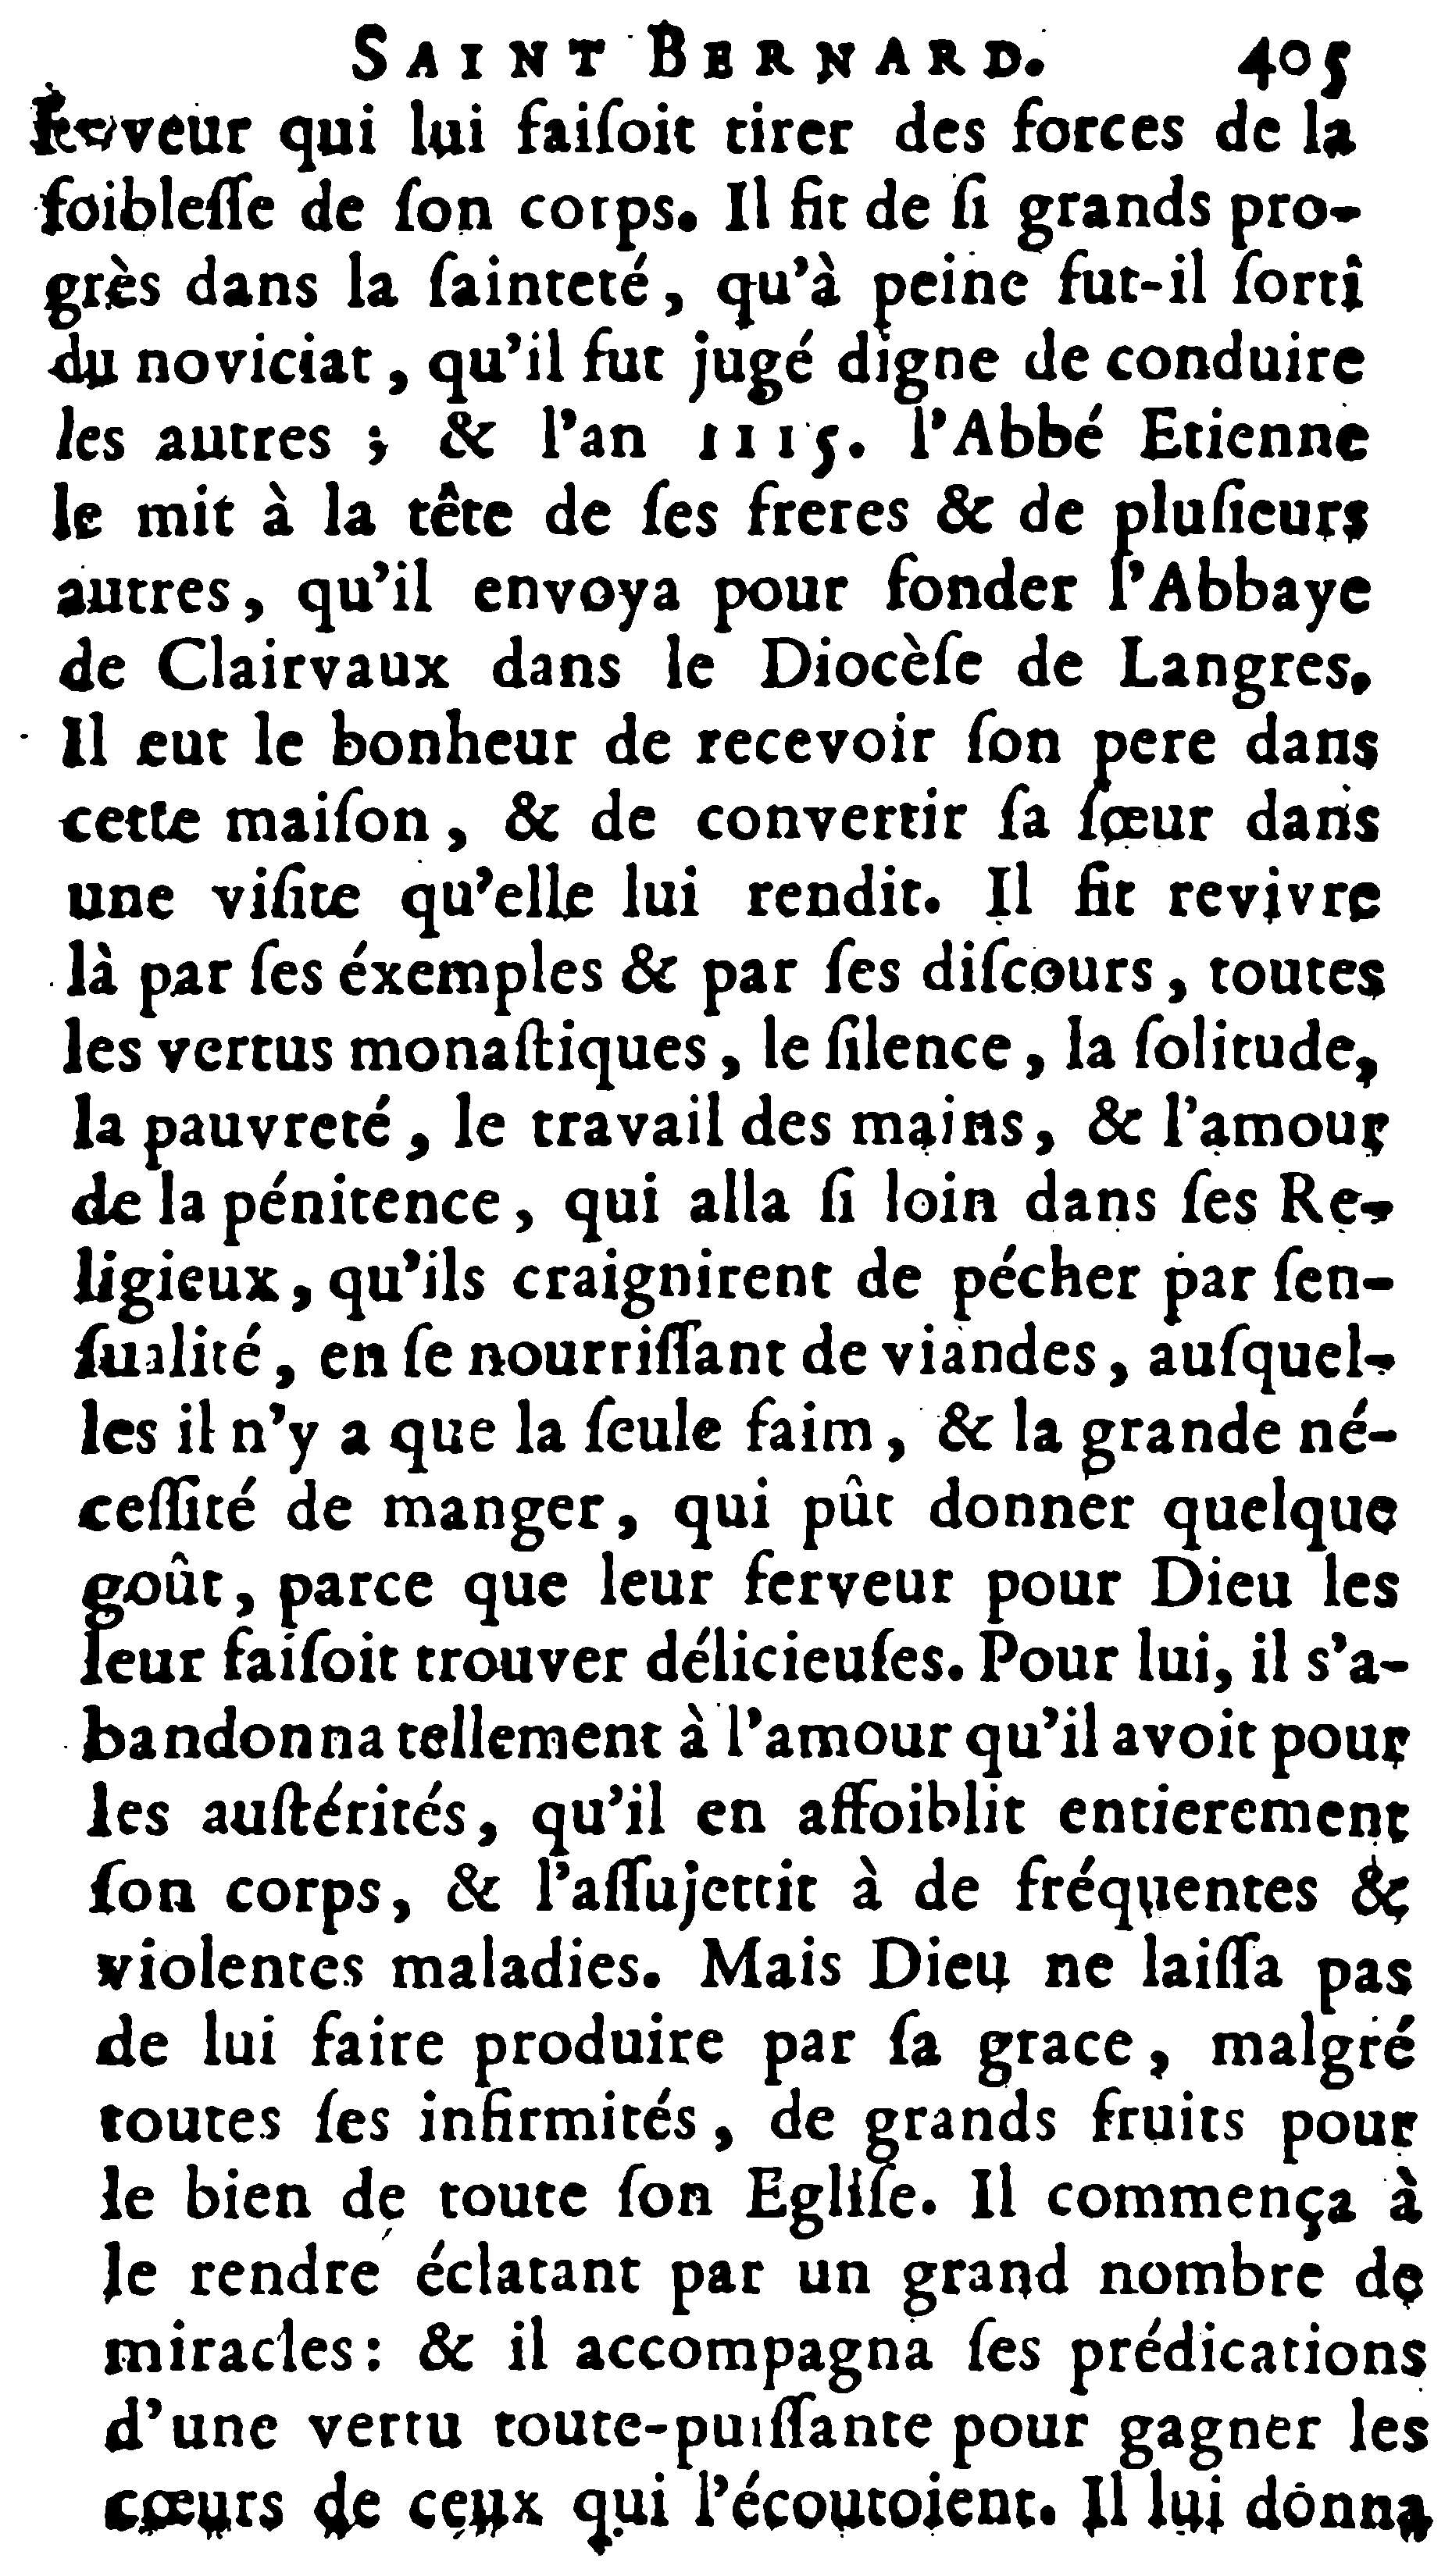 SAINT BERNARD. 405
ferveur qui lui faiſoit tirer des forces de la
foibleſſe de ſon corps. Il fit de ſi grands pro-
grès dans la ſainteté, qu'à peine fut-il ſorti
du noviciat, qu'il fut jugé digne de conduire
les autres ; & l'an 1115. l'Abbé Etienne
le mit à la tête de ſes freres & de pluſieurs
autres, qu'il envoya pour fonder l'Abbaye
de Clairvaux dans le Diocèſe de Langres.
Il eut le bonheur de recevoir ſon pere dans
cette maiſon, & de convertir ſa ſœur dans
une viſite qu'elle lui rendit. Il fit revivre
là par ſes éxemples & par ſes diſcours, toutes
les vertus monaſtiques, le ſilence, la ſolitude,
la pauvreté, le travail des mains, & l'amour
de la pénitence, qui alla ſi loin dans ſes Re-
ligieux, qu'ils craignirent de pécher par ſen-
ſualité, en ſe nourriſſant de viandes, auſquel-
les il n'y a que la ſeule faim, & la grande né-
ceſſité de manger, qui pût donner quelque
goût, parce que leur ferveur pour Dieu les
leur faiſoit trouver délicieuſes. Pour lui, il s'a-
bandonna tellement à l'amour qu'il avoit pour
les auſtérités, qu'il en affoiblit entierement
ſon corps, & l'aſſujettit à de fréquentes &
violentes maladies. Mais Dieu ne laiſſa pas
de lui faire produire par ſa grace, malgré
toutes ſes infirmités, de grands fruits pour
le bien de toute ſon Egliſe. Il commença à
le rendre éclatant par un grand nombre de
miracles: & il accompagna ſes prédications
d'une vertu toute-puiſſante pour gagner les
cœurs de ceux qui l'écoutoient. Il lui donna